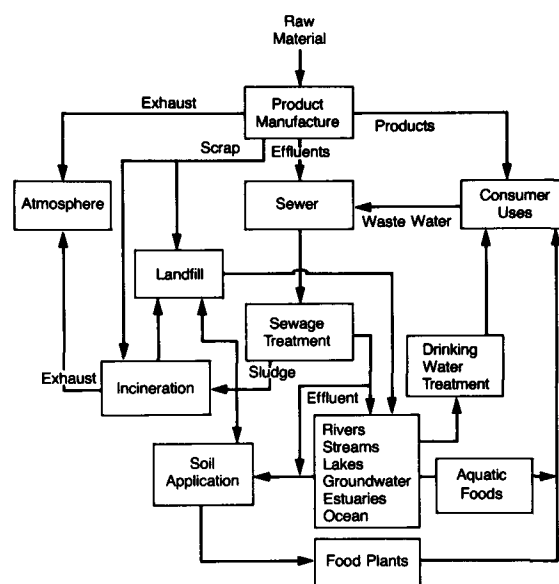 Raw
Material
Exhaust
Product
Manufacture
Products
Scrap
Effluents
Atmosphere
Sewer
Waste Water
Consumer
Uses
Landfill
Sewage
Treatment
Drinking
Water
Treatment
Exhaust
Incineration
Sludge
Effluent
Soil
Application
Rivers
Streams
Lakes
Groundwater
Estuaries
Ocean
Aquatic
Foods
Food Plants